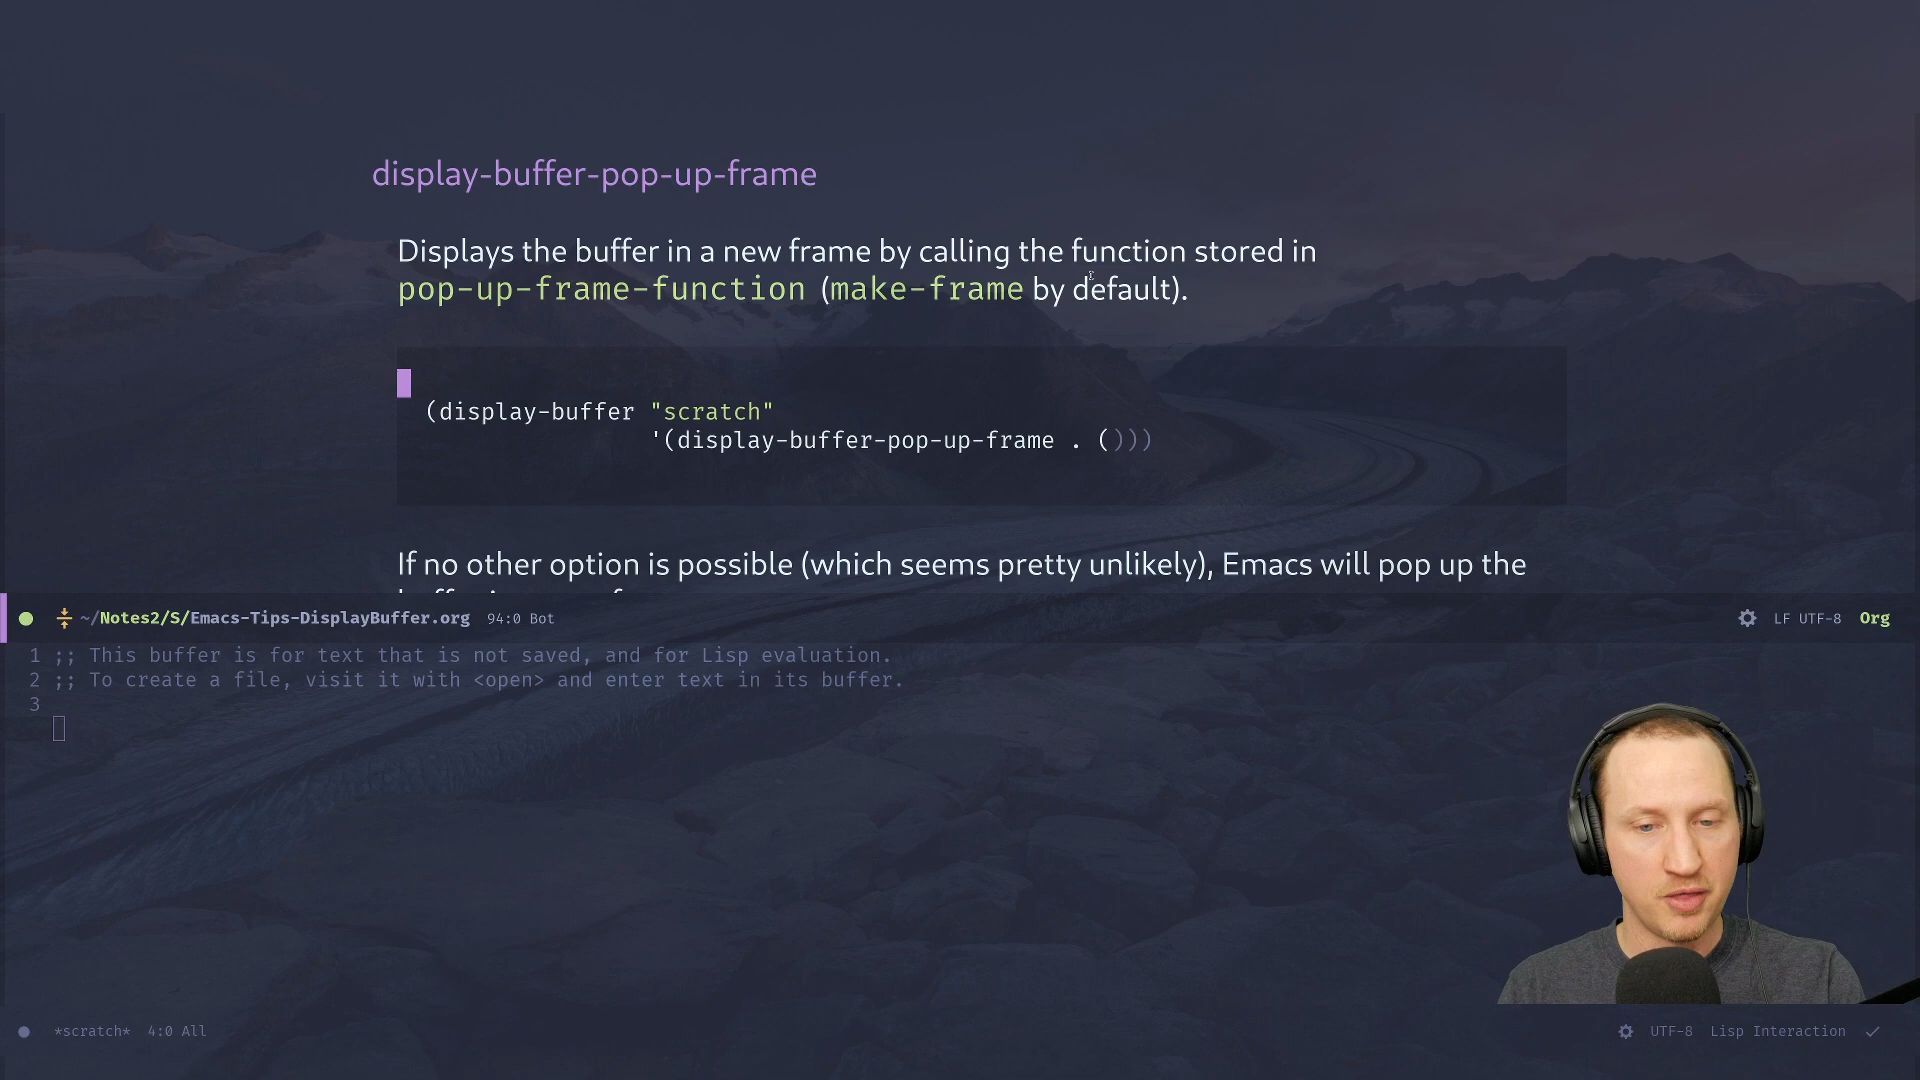 display-buffer-pop-up-frame
Displays the buffer in a new frame by calling the function stored in
pop-up-frame-function (make-frame by default).
(display-buffer "scratch"
'(display-buffer-pop-up-frame . ()))
If no other option is possible (which seems pretty unlikely), Emacs will pop up the
~/Notes2/S/Emacs-Tips-DisplayBuffer.org 94:0 Bot LF UTF-8 Org
1 ;; This buffer is for text that is not saved, and for Lisp evaluation.
2 ;; To create a file, visit it with <open> and enter text in its buffer.
3
*scratch* 4:0 All UTF-8 Lisp Interaction